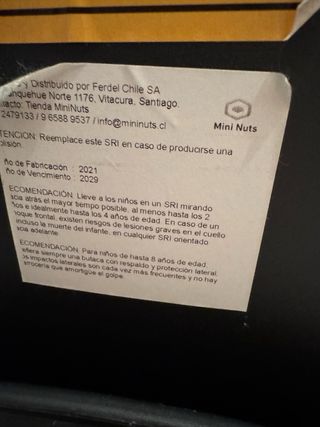 y Distribuido por Ferdel Chile SA
Norte 1176, Vitacura, Santiago.
Tienda MiniNuts
2479133 / 9 6588 9537 / info@mininuts.cl
Mini Nuts
TENCION: Reemplace este SRI en caso de producirse una
olisión.
ño de Fabricación : 2021
ño de Vencimiento : 2029
ECOMENDACIÓN: Lleve a los niños en un SRI mirando
acia atrás el mayor tiempo posible, al menos hasta los 2
ños e idealmente hasta los 4 años de edad. En caso de un
oque frontal, existen riesgos de lesiones graves en el cuello
incluso la muerte del infante, en cualquier SRI orientado
cia adelante.
ECOMENDACIÓN: Para niños de hasta 8 años de edad
efiera siempre una butaca con respaldo y protección lateral.
os impactos laterales son cada vez más frecuentes y no hay
rrocería que amortigüe el golpe.